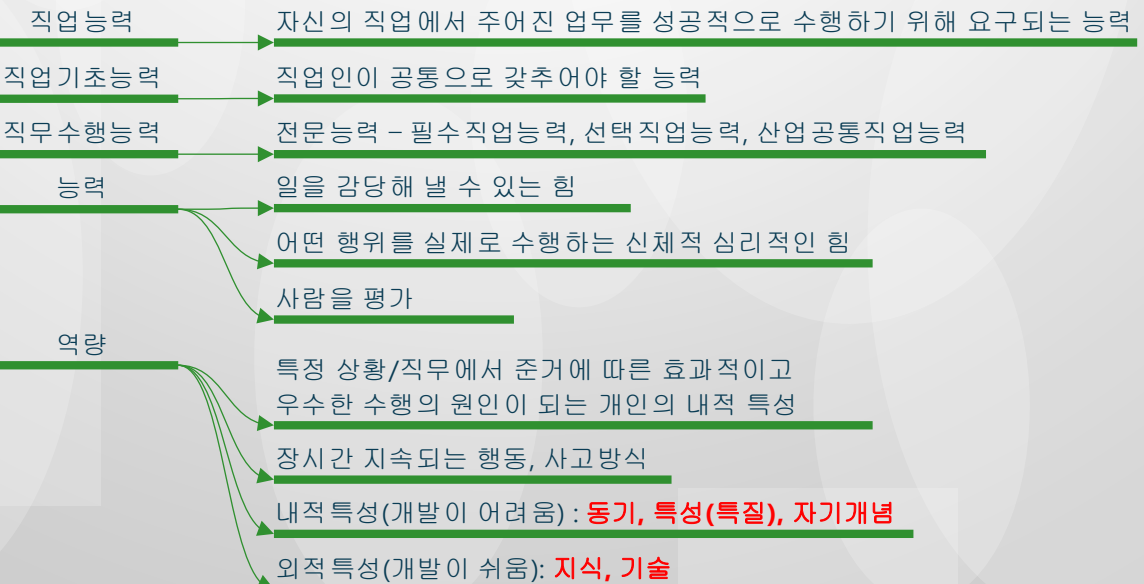 직업능력
자신의 직업에서 주어진 업무를 성공적으로 수행하기 위해 요구되는 능력
직업기초능력
직업인이 공통으로 갖추어야 할 능력
직무수행능력
전문능력 – 필수직업능력, 선택직업능력, 산업공통직업능력
능력
일을 감당해 낼 수 있는 힘
어떤 행위를 실제로 수행하는 신체적 심리적인 힘
사람을 평가
역량
특정 상황/직무에서 준거에 따른 효과적이고
우수한 수행의 원인이 되는 개인의 내적 특성
장시간 지속되는 행동, 사고방식
내적특성(개발이 어려움) : 동기, 특성(특질), 자기개념
외적특성(개발이 쉬움): 지식, 기술